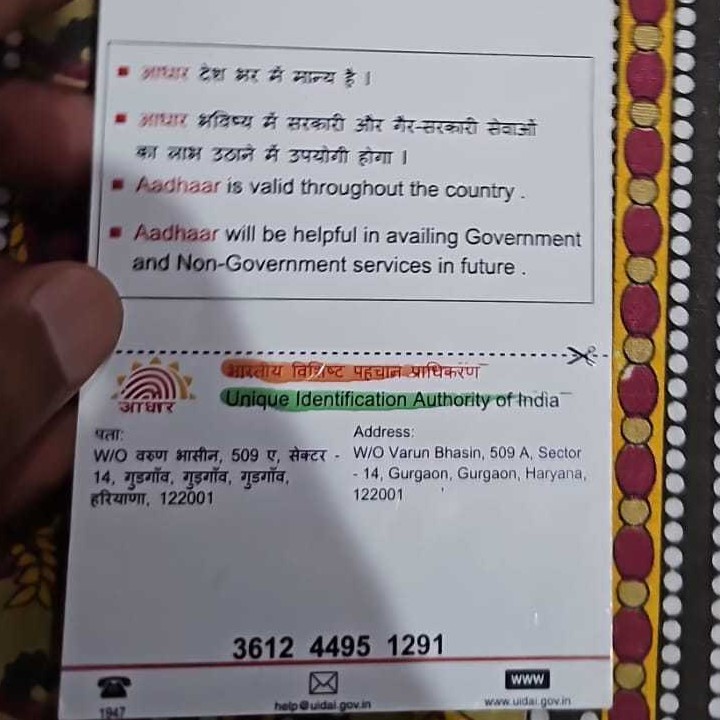 आधार देश भर में मान्य है ।
आधार भविष्य में सरकारी और गैर-सरकारी सेवाओं
का लाभ उठाने में उपयोगी होगा ।
Aadhaar is valid throughout the country .
Aadhaar will be helpful in availing Government
and Non-Government services in future .
भारतीय विशिष्ट पहचान प्राधिकरण
Unique Identification Authority of India
आधार
पता:
W/O वरुण भासीन, 509 ए, सेक्टर -
14, गुडगाँव, गुड़गाँव, गुडगाँव,
हरियाणा, 122001
Address:
W/O Varun Bhasin, 509 A, Sector
- 14, Gurgaon, Gurgaon, Haryana,
122001
3612 4495 1291
1947
help@uidai.gov.in
WWW
www.uidai.gov.in